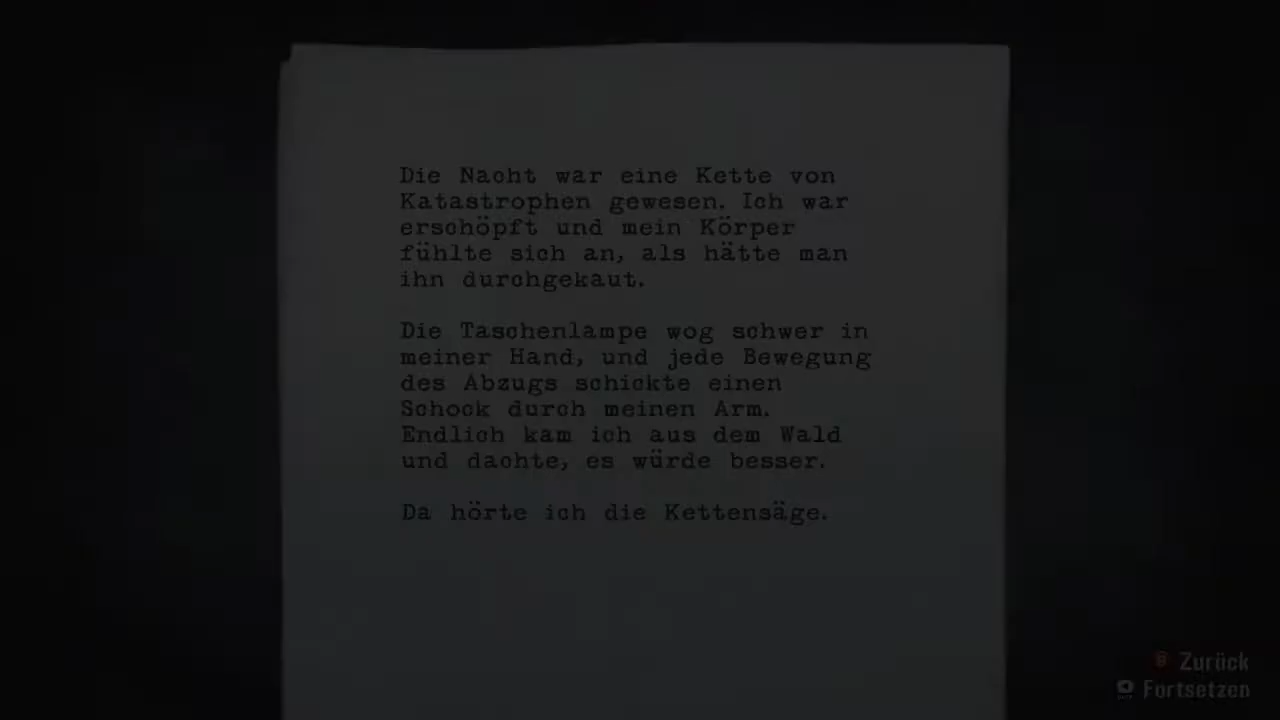 Die Nacht war eine Kette von
Katastrophen gewesen. Ich war
erschöpft und mein Körper
fühlte sich an, als hätte man
ihn durchgekaut.
Die Taschenlampe wog schwer in
meiner Hand, und jede Bewegung
des Abzugs schickte einen
Schock durch meinen Arm.
Endlich kam ich aus dem Wald
und dachte, es würde besser.
Da hörte ich die Kettensäge.
B Zurück
Fortsetzen